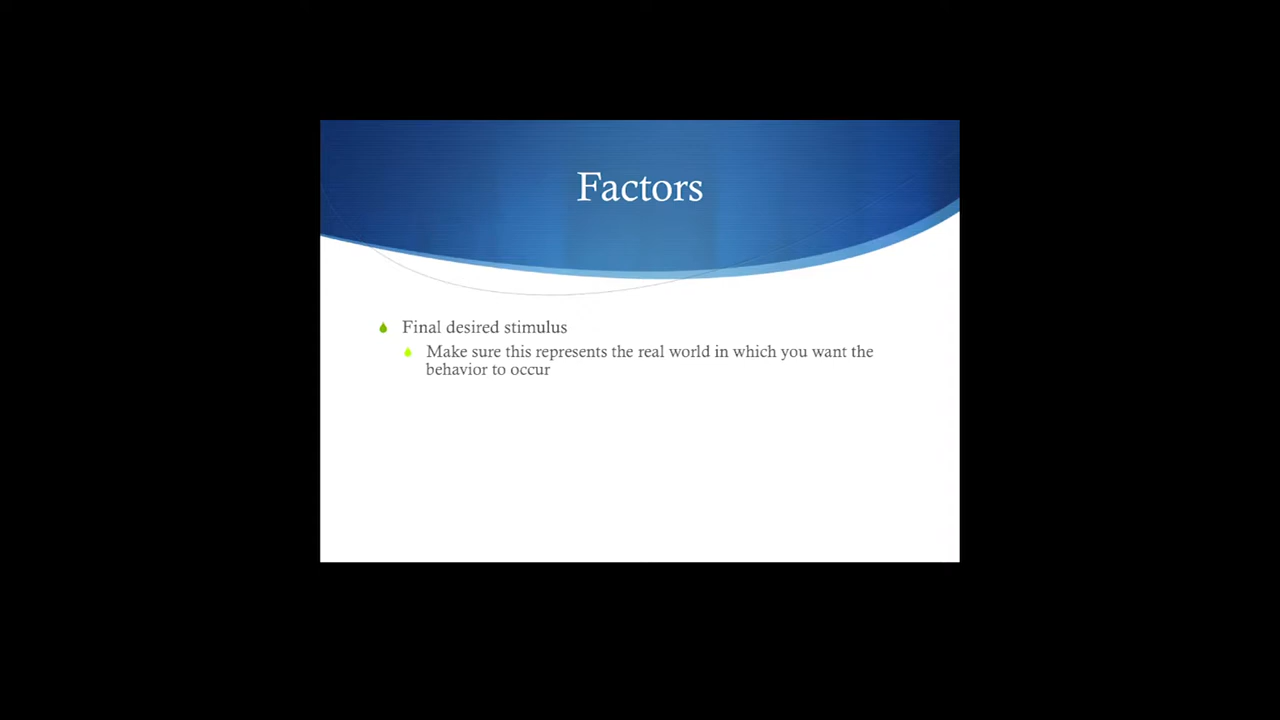 Factors
Final desired stimulus
Make sure this represents the real world in which you want the
behavior to occur